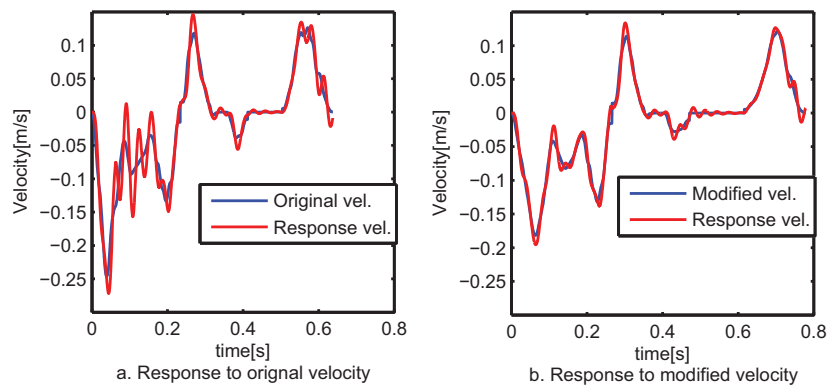 0.1
0.05
0
−0.05
−0.1
−0.15
−0.2
−0.25
Velocity[m/s]
Original vel.
Response vel.
0 0.2 0.4 0.6 0.8
time[s]
a. Response to orignal velocity
0.1
0.05
0
−0.05
−0.1
−0.15
−0.2
−0.25
Velocity[m/s]
Modified vel.
Response vel.
0 0.2 0.4 0.6 0.8
time[s]
b. Response to modified velocity